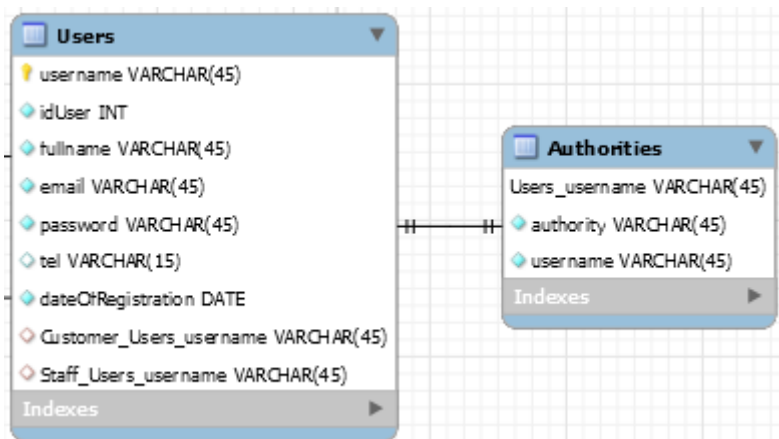 Users
username VARCHAR(45)
idUser INT
fullname VARCHAR(45)
email VARCHAR(45)
password VARCHAR(45)
tel VARCHAR(15)
dateOfRegistration DATE
Customer_Users_username VARCHAR(45)
Staff_Users_username VARCHAR(45)
Indexes
Authorities
Users_username VARCHAR(45)
authority VARCHAR(45)
username VARCHAR(45)
Indexes